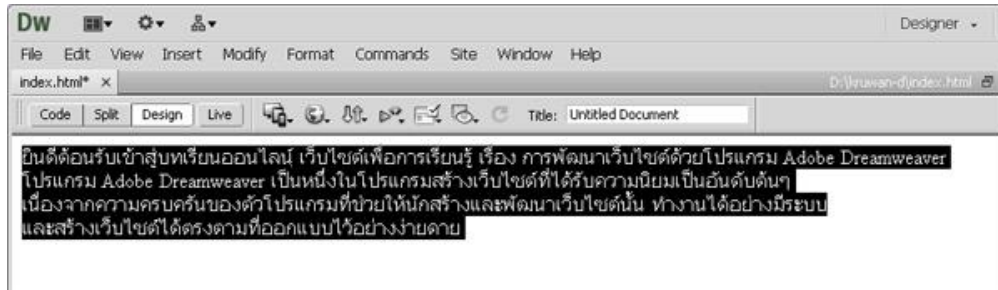 Dw
Designer
File Edit View Insert Modify Format Commands Site Window Help
index.html* × D:\kruwan-d\index.html
Code Split Design Live Title: Untitled Document
ยินดีต้อนรับเข้าสู่บทเรียนออนไลน์ เว็บไซต์เพื่อการเรียนรู้ เรื่อง การพัฒนาเว็บไซต์ด้วยโปรแกรม Adobe Dreamweaver
โปรแกรม Adobe Dreamweaver เป็นหนึ่งในโปรแกรมสร้างเว็บไซต์ที่ได้รับความนิยมเป็นอันดับต้นๆ
เนื่องจากความครบครันของตัวโปรแกรมที่ช่วยให้นักสร้างและพัฒนาเว็บไซต์นั้น ทำงานได้อย่างมีระบบ
และสร้างเว็บไซต์ได้ตรงตามที่ออกแบบไว้อย่างง่ายดาย